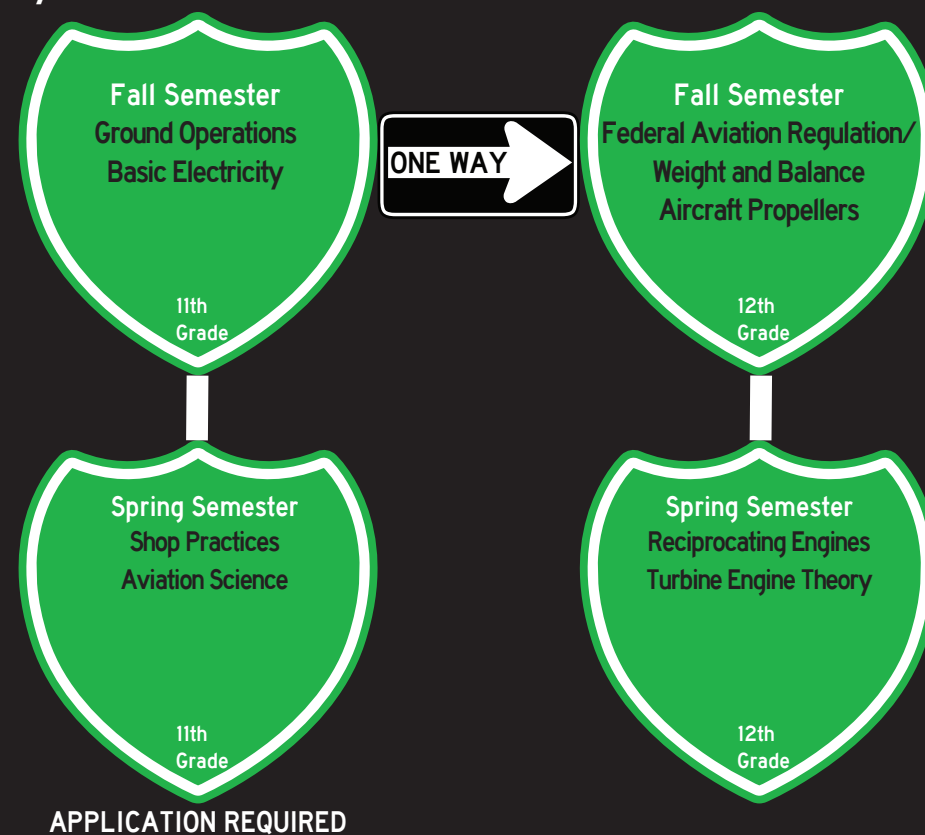 Fall Semester
Ground Operations
Basic Electricity
11th
Grade
ONE WAY
Fall Semester
Federal Aviation Regulation/
Weight and Balance
Aircraft Propellers
12th
Grade
Spring Semester
Shop Practices
Aviation Science
11th
Grade
Spring Semester
Reciprocating Engines
Turbine Engine Theory
12th
Grade
APPLICATION REQUIRED